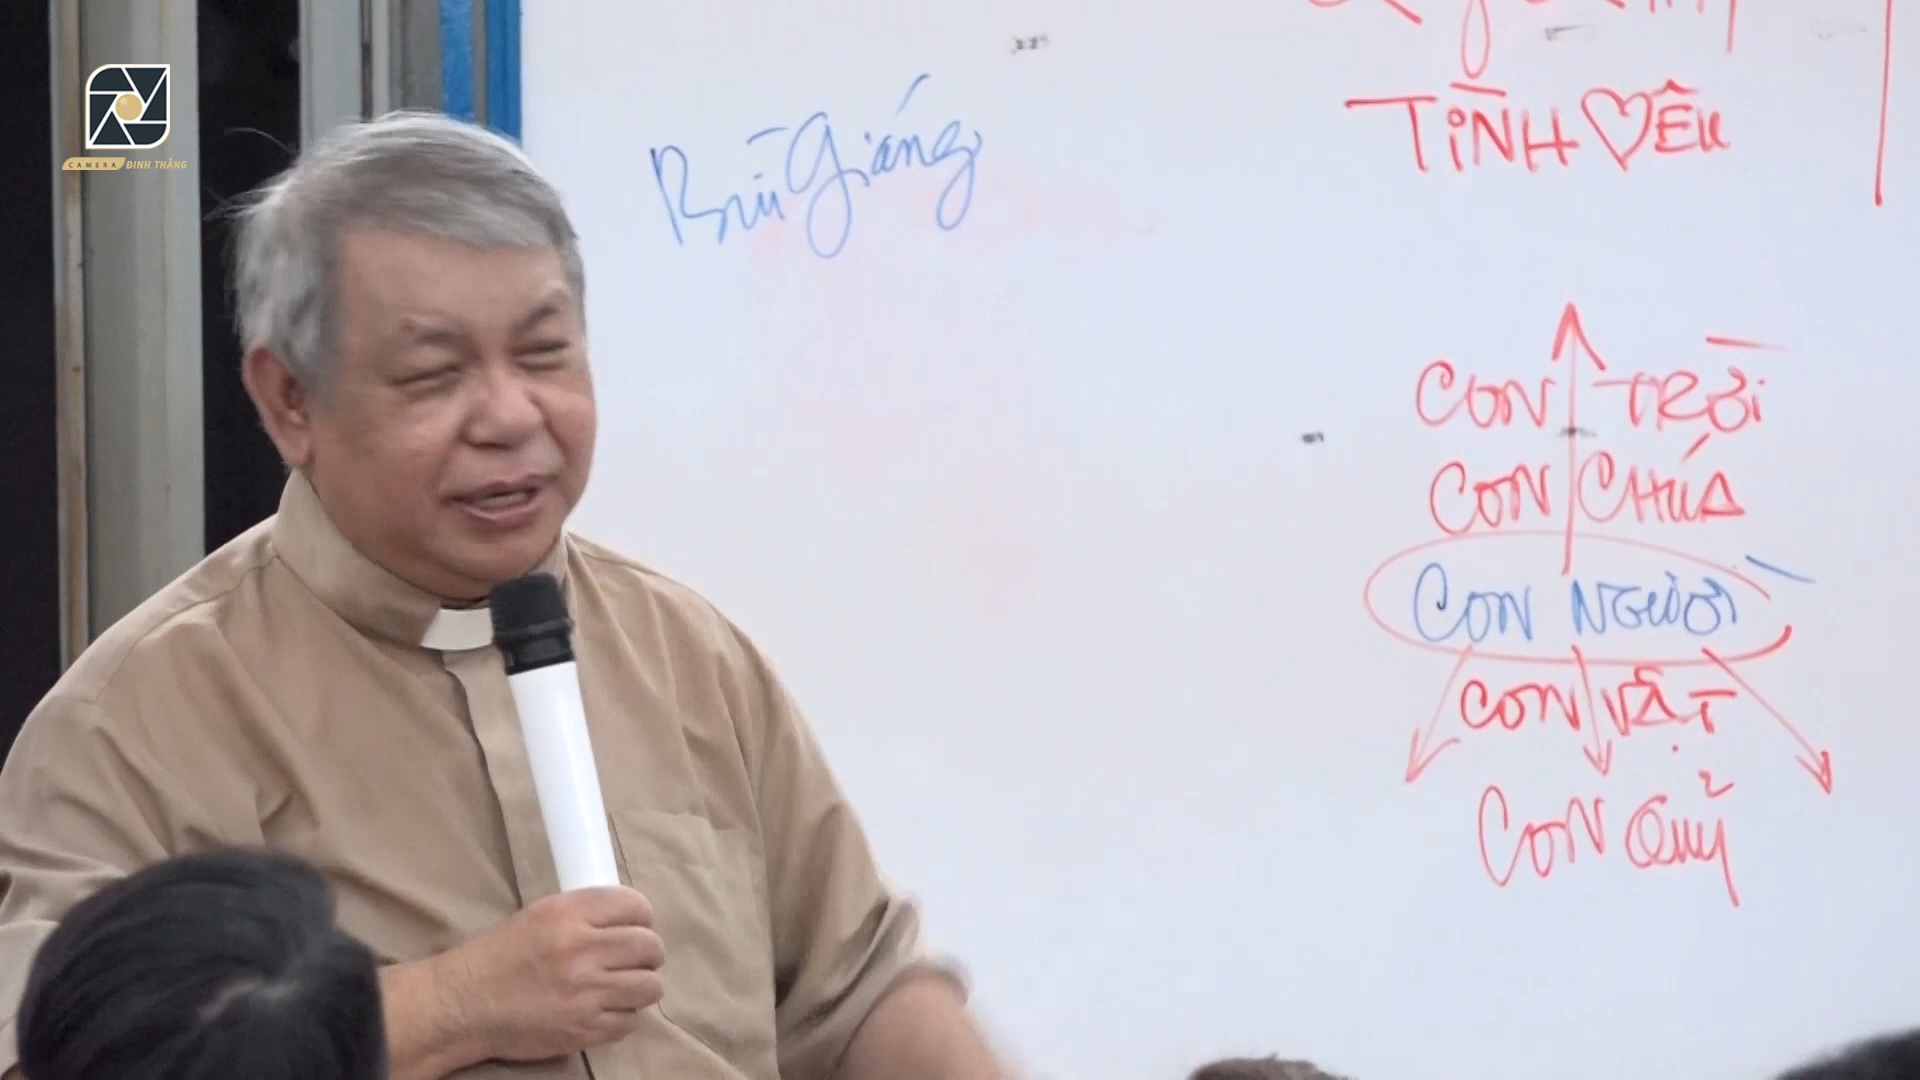 CAMERA ĐINH THẮNG
Bùi Giáng
TÌNH YÊU
CON TRỜI
CON CHÚA
CON NGƯỜI
CON VẬT
CON QUỶ